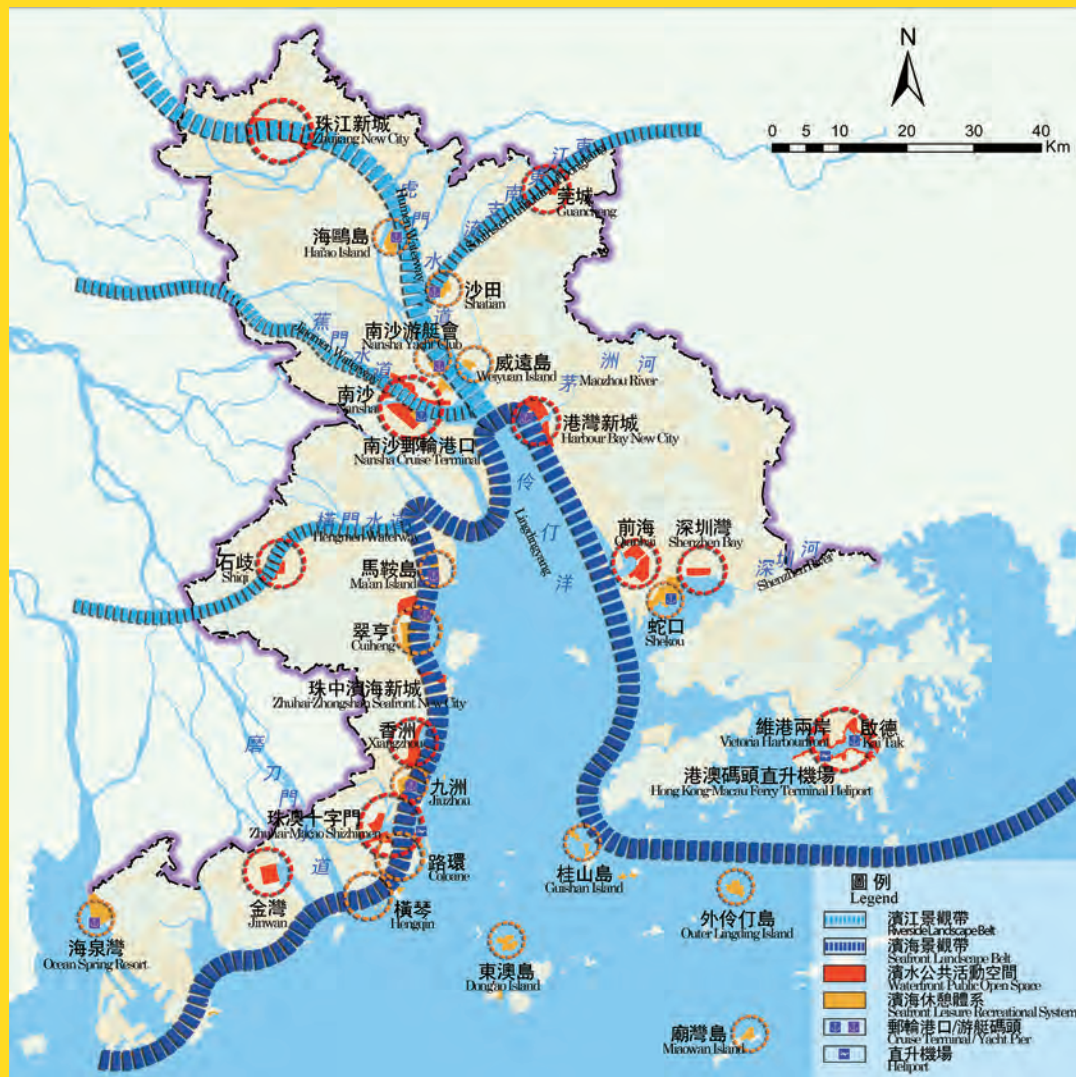 N
0 5 10 20 30 40
Km
珠江新城
Zhujiang New City
虎門水道
Humen Waterway
莞城
Guancheng
海鷗島
Hai'ao Island
沙田
Shatian
南沙游艇會
Nansha Yacht Club
威遠島
Weiyuan Island
蕉門水道
Jiaomen Waterway
茅洲河
Maozhou River
南沙
Nansha
南沙郵輪港口
Nansha Cruise Terminal
港灣新城
Harbour Bay New City
伶仃洋
Lingdingyang
橫門水道
Hengmen Waterway
前海
Qianhai
深圳灣
Shenzhen Bay
深圳河
Shenzhen River
石歧
Shiqi
馬鞍島
Ma'an Island
蛇口
Shekou
翠亨
Cuiheng
珠中濱海新城
Zhuhai-Zhongshan Seafront New City
香洲
Xiangzhou
維港兩岸
Victoria Harbourfront
啟德
Kai Tak
港澳碼頭直升機場
Hong Kong-Macau Ferry Terminal Heliport
磨刀門水道
九洲
Jiuzhou
珠澳十字門
Zhuhai-Macao Shizhimen
路環
Coloane
桂山島
Guishan Island
金灣
Jinwan
橫琴
Hengqin
外伶仃島
Outer Lingding Island
海泉灣
Ocean Spring Resort
東澳島
Dong'ao Island
廟灣島
Miaowan Island
圖例
Legend
濱江景觀帶
Riverside Landscape Belt
濱海景觀帶
Seafront Landscape Belt
濱水公共活動空間
Waterfront Public Open Space
濱海休憩體系
Seafront Leisure Recreational System
郵輪港口/游艇碼頭
Cruise Terminal / Yacht Pier
直升機場
Heliport